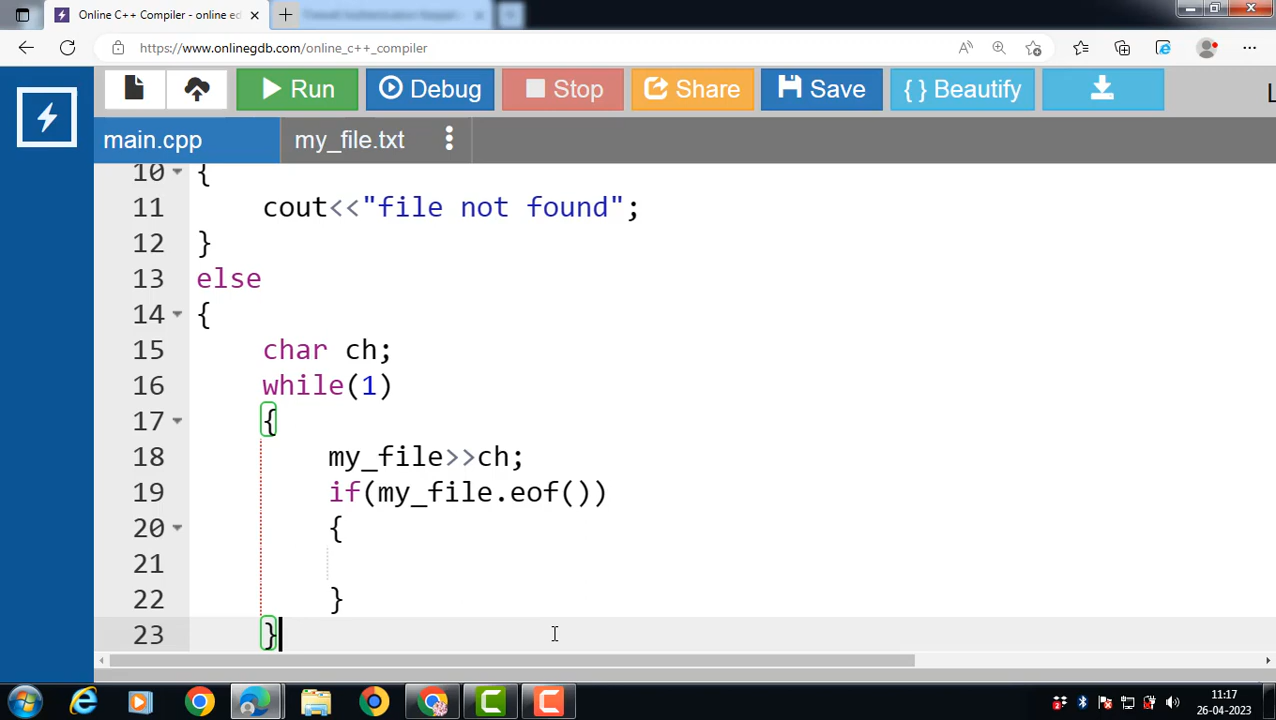 Online C++ Compiler - online ed
https://www.onlinegdb.com/online_c++_compiler
Run
Debug
Stop
Share
Save
{ } Beautify
main.cpp
my_file.txt
10 {
11 cout<<"file not found";
12 }
13 else
14 {
15 char ch;
16 while(1)
17 {
18 my_file>>ch;
19 if(my_file.eof())
20 {
21
22 }
23 }
11:17
26-04-2023